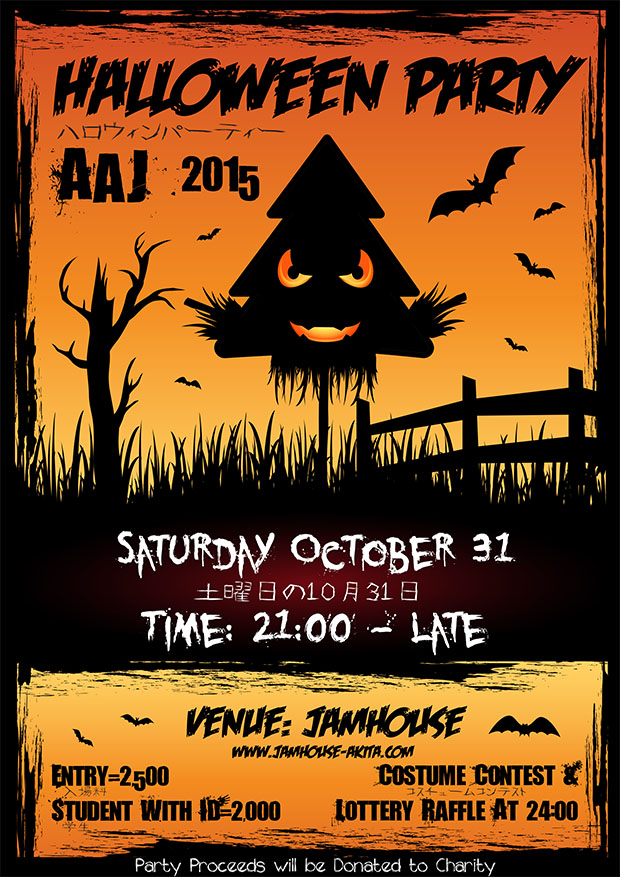 HALLOWEEN PARTY
ハロウィンパーティー
AAJ 2015
SATURDAY OCTOBER 31
土曜日の10月31日
TIME: 21:00 - LATE
VENUE: JAMHOUSE
WWW.JAMHOUSE-AKITA.COM
ENTRY=2,500
入場料
STUDENT WITH ID=2,000
学生
COSTUME CONTEST &
コスチュームコンテスト
LOTTERY RAFFLE AT 24:00
Party Proceeds will be Donated to Charity